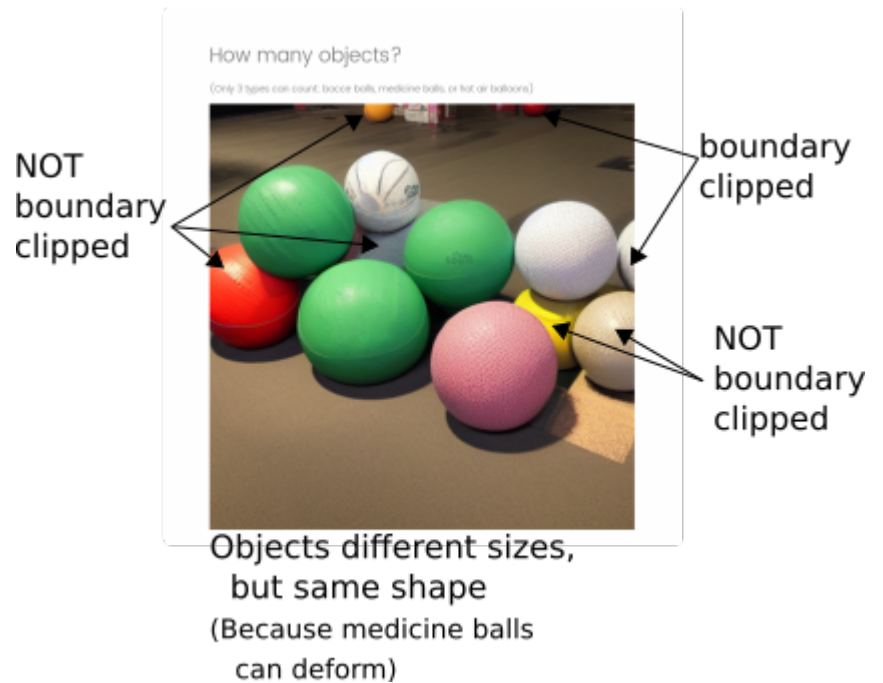 How many objects?
(Only 3 types can count: bocce balls, medicine balls, or hot air balloons)
NOT
boundary
clipped
boundary
clipped
NOT
boundary
clipped
Objects different sizes,
but same shape
(Because medicine balls
can deform)